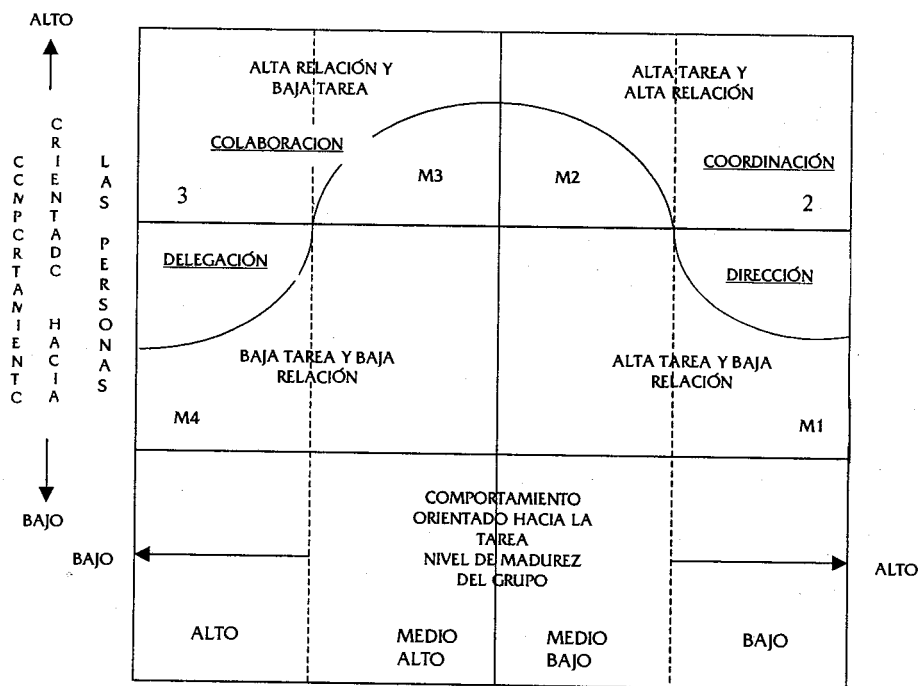 ALTO
CCMPCRTAMIENTC
CRIENTADC HACIA
LAS PERSONAS
BAJO
ALTA RELACIÓN Y
BAJA TAREA
COLABORACION
3
M3
ALTA TAREA Y
ALTA RELACIÓN
M2
COORDINACIÓN
2
DELEGACIÓN
BAJA TAREA Y BAJA
RELACIÓN
M4
DIRECCIÓN
ALTA TAREA Y BAJA
RELACIÓN
M1
COMPORTAMIENTO
ORIENTADO HACIA LA
TAREA
NIVEL DE MADUREZ
DEL GRUPO
BAJO
ALTO
ALTO
MEDIO
ALTO
MEDIO
BAJO
BAJO